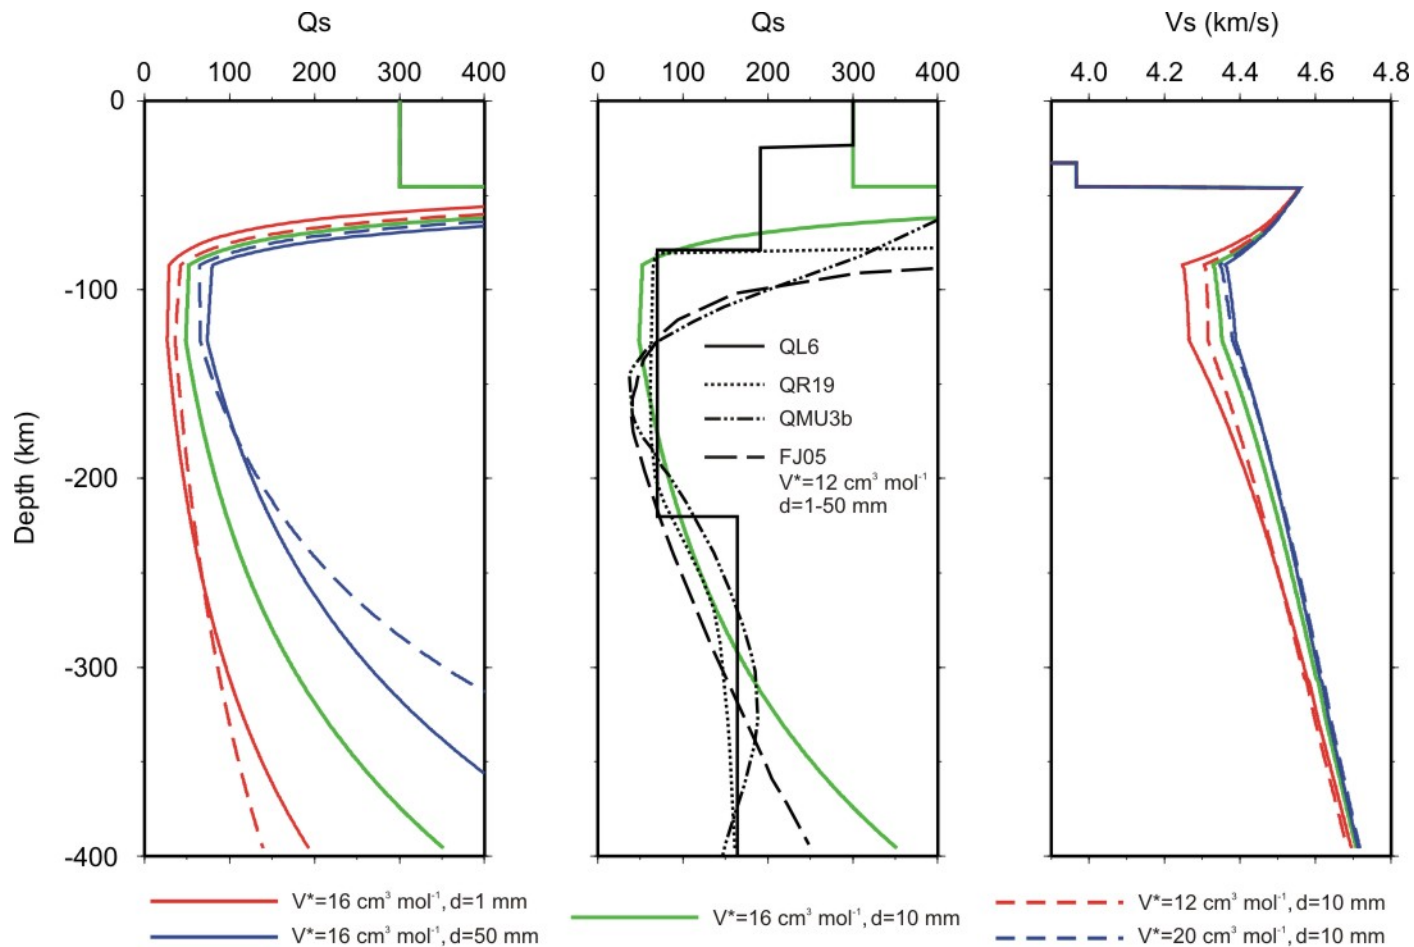 Qs
Qs
Vs (km/s)
0 100 200 300 400
0 100 200 300 400
4.0 4.2 4.4 4.6 4.8
0
-100
-200
-300
-400
Depth (km)
QL6
QR19
QMU3b
FJ05
V*=12 cm³ mol⁻¹
d=1-50 mm
V*=16 cm³ mol⁻¹, d=1 mm
V*=16 cm³ mol⁻¹, d=50 mm
V*=16 cm³ mol⁻¹, d=10 mm
V*=12 cm³ mol⁻¹, d=10 mm
V*=20 cm³ mol⁻¹, d=10 mm